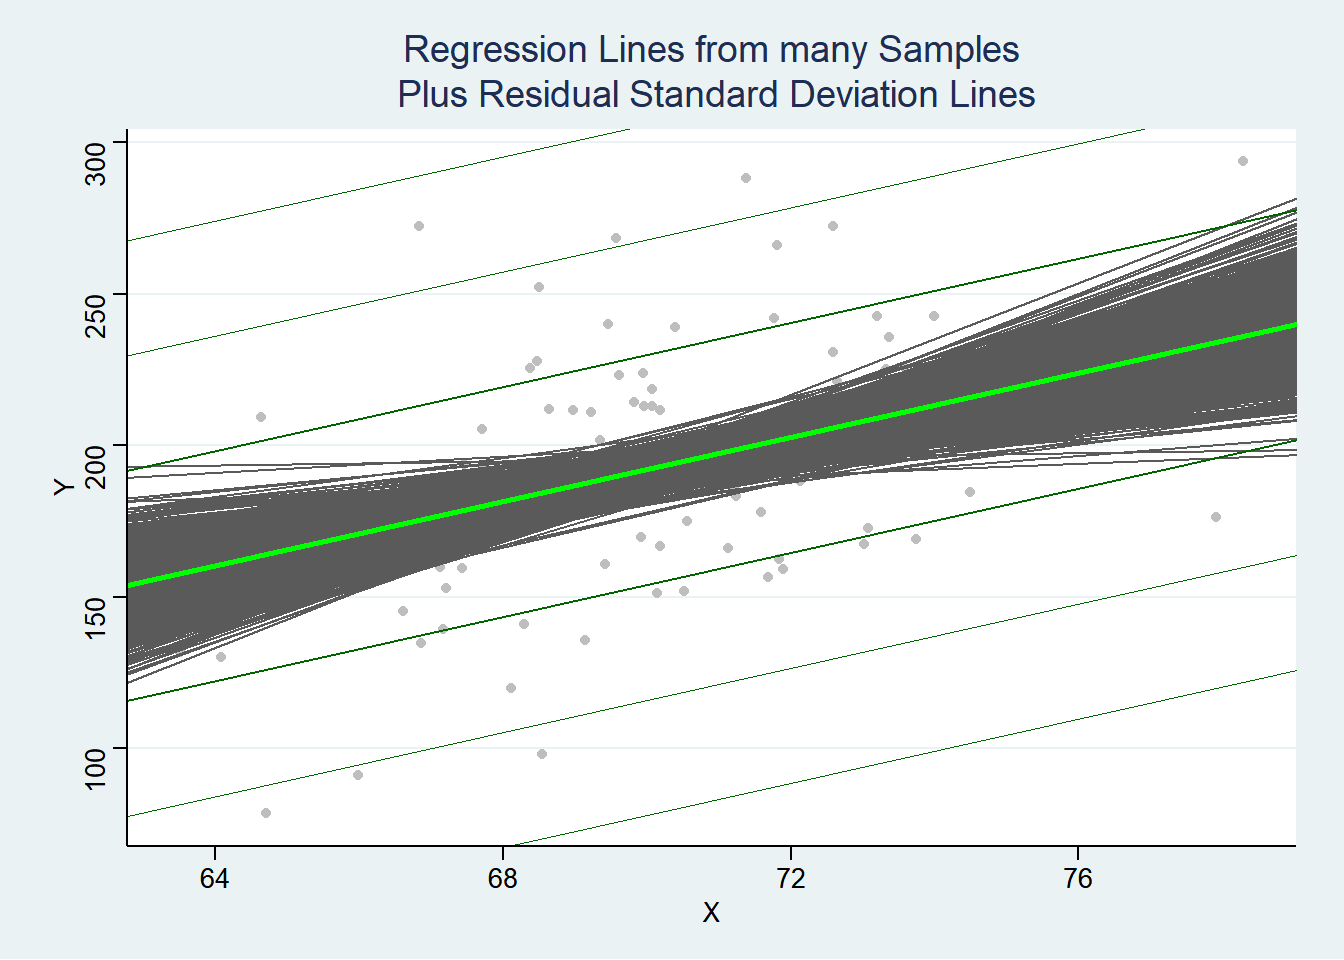 Regression Lines from many Samples
Plus Residual Standard Deviation Lines
300
250
200
150
100
Y
64 68 72 76
X